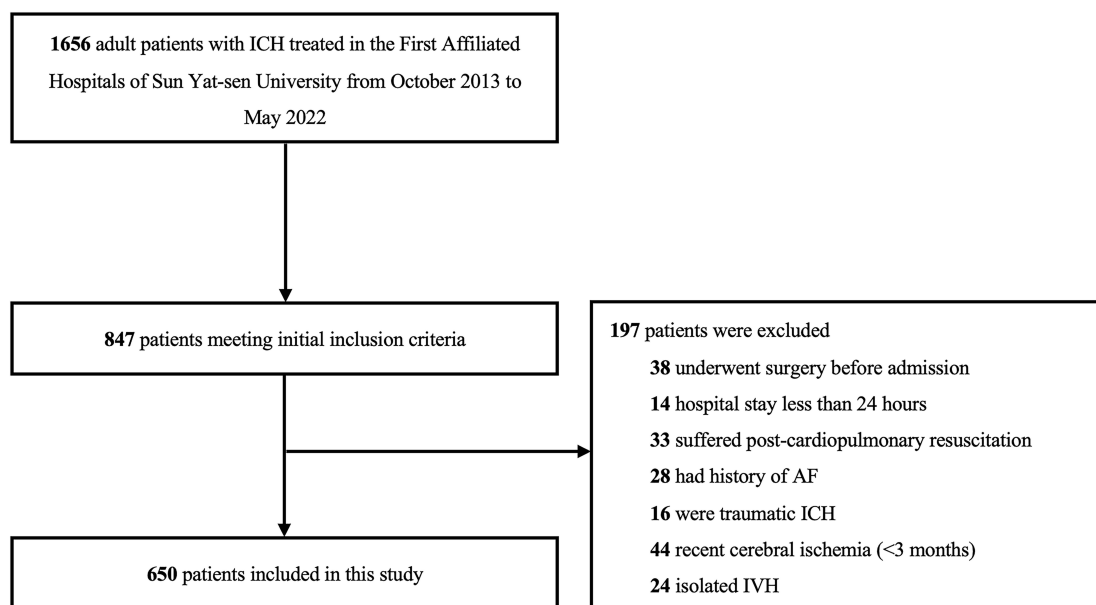 1656 adult patients with ICH treated in the First Affiliated
Hospitals of Sun Yat-sen University from October 2013 to
May 2022
847 patients meeting initial inclusion criteria
197 patients were excluded
38 underwent surgery before admission
14 hospital stay less than 24 hours
33 suffered post-cardiopulmonary resuscitation
28 had history of AF
16 were traumatic ICH
44 recent cerebral ischemia (<3 months)
24 isolated IVH
650 patients included in this study